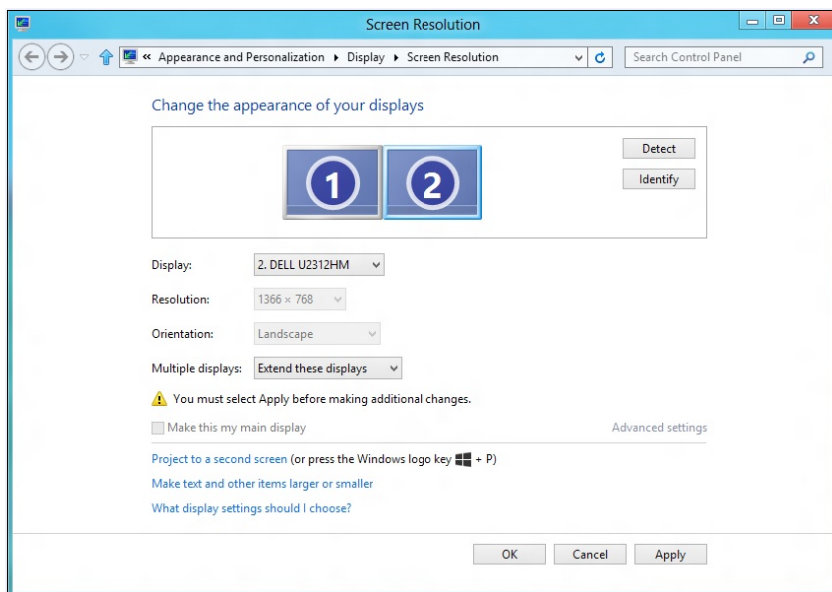 Screen Resolution
« Appearance and Personalization Display Screen Resolution Search Control Panel
Change the appearance of your displays
1 2
Detect
Identify
Display: 2. DELL U2312HM
Resolution: 1366 × 768
Orientation: Landscape
Multiple displays: Extend these displays
You must select Apply before making additional changes.
Make this my main display Advanced settings
Project to a second screen (or press the Windows logo key + P)
Make text and other items larger or smaller
What display settings should I choose?
OK Cancel Apply